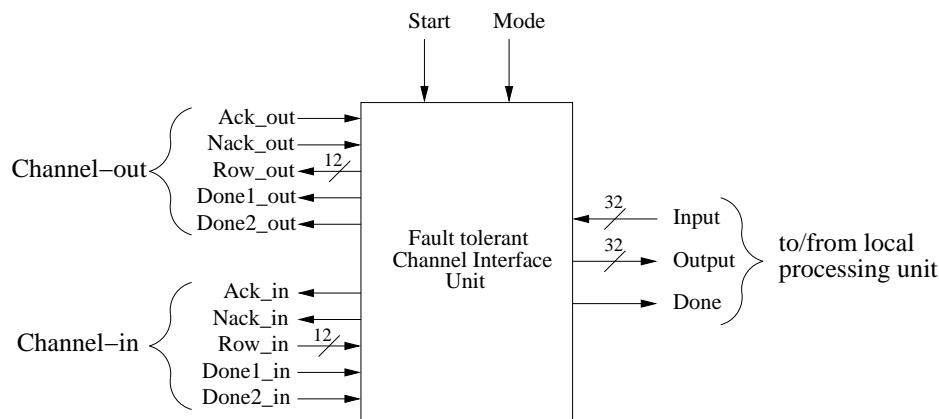 Start
Mode
Channel−out
Ack_out
Nack_out
Row_out
12
Done1_out
Done2_out
Fault tolerant
Channel Interface
Unit
32
Input
32
Output
Done
to/from local
processing unit
Channel−in
Ack_in
Nack_in
Row_in
12
Done1_in
Done2_in